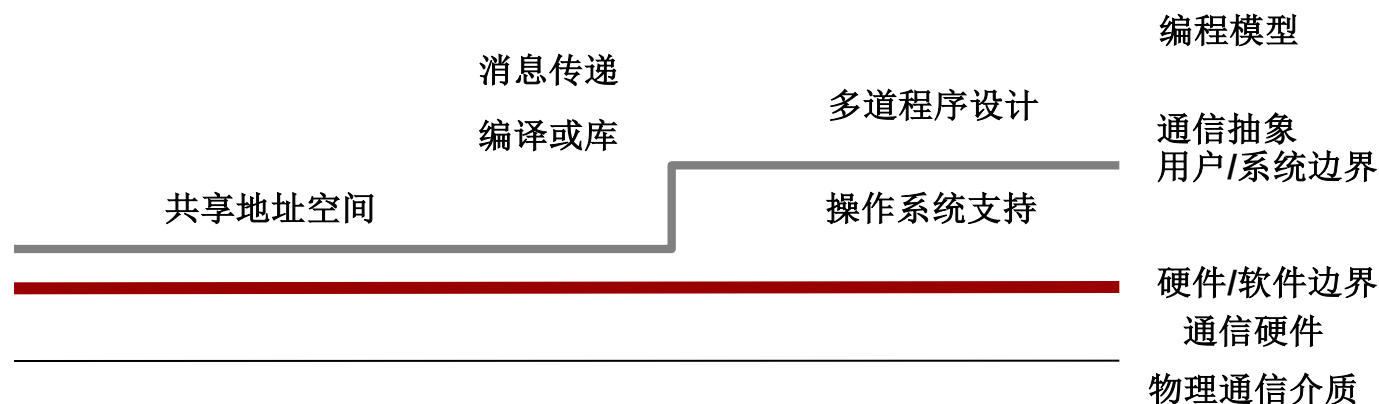 编程模型
消息传递
多道程序设计
编译或库
通信抽象
用户/系统边界
共享地址空间
操作系统支持
硬件/软件边界
通信硬件
物理通信介质